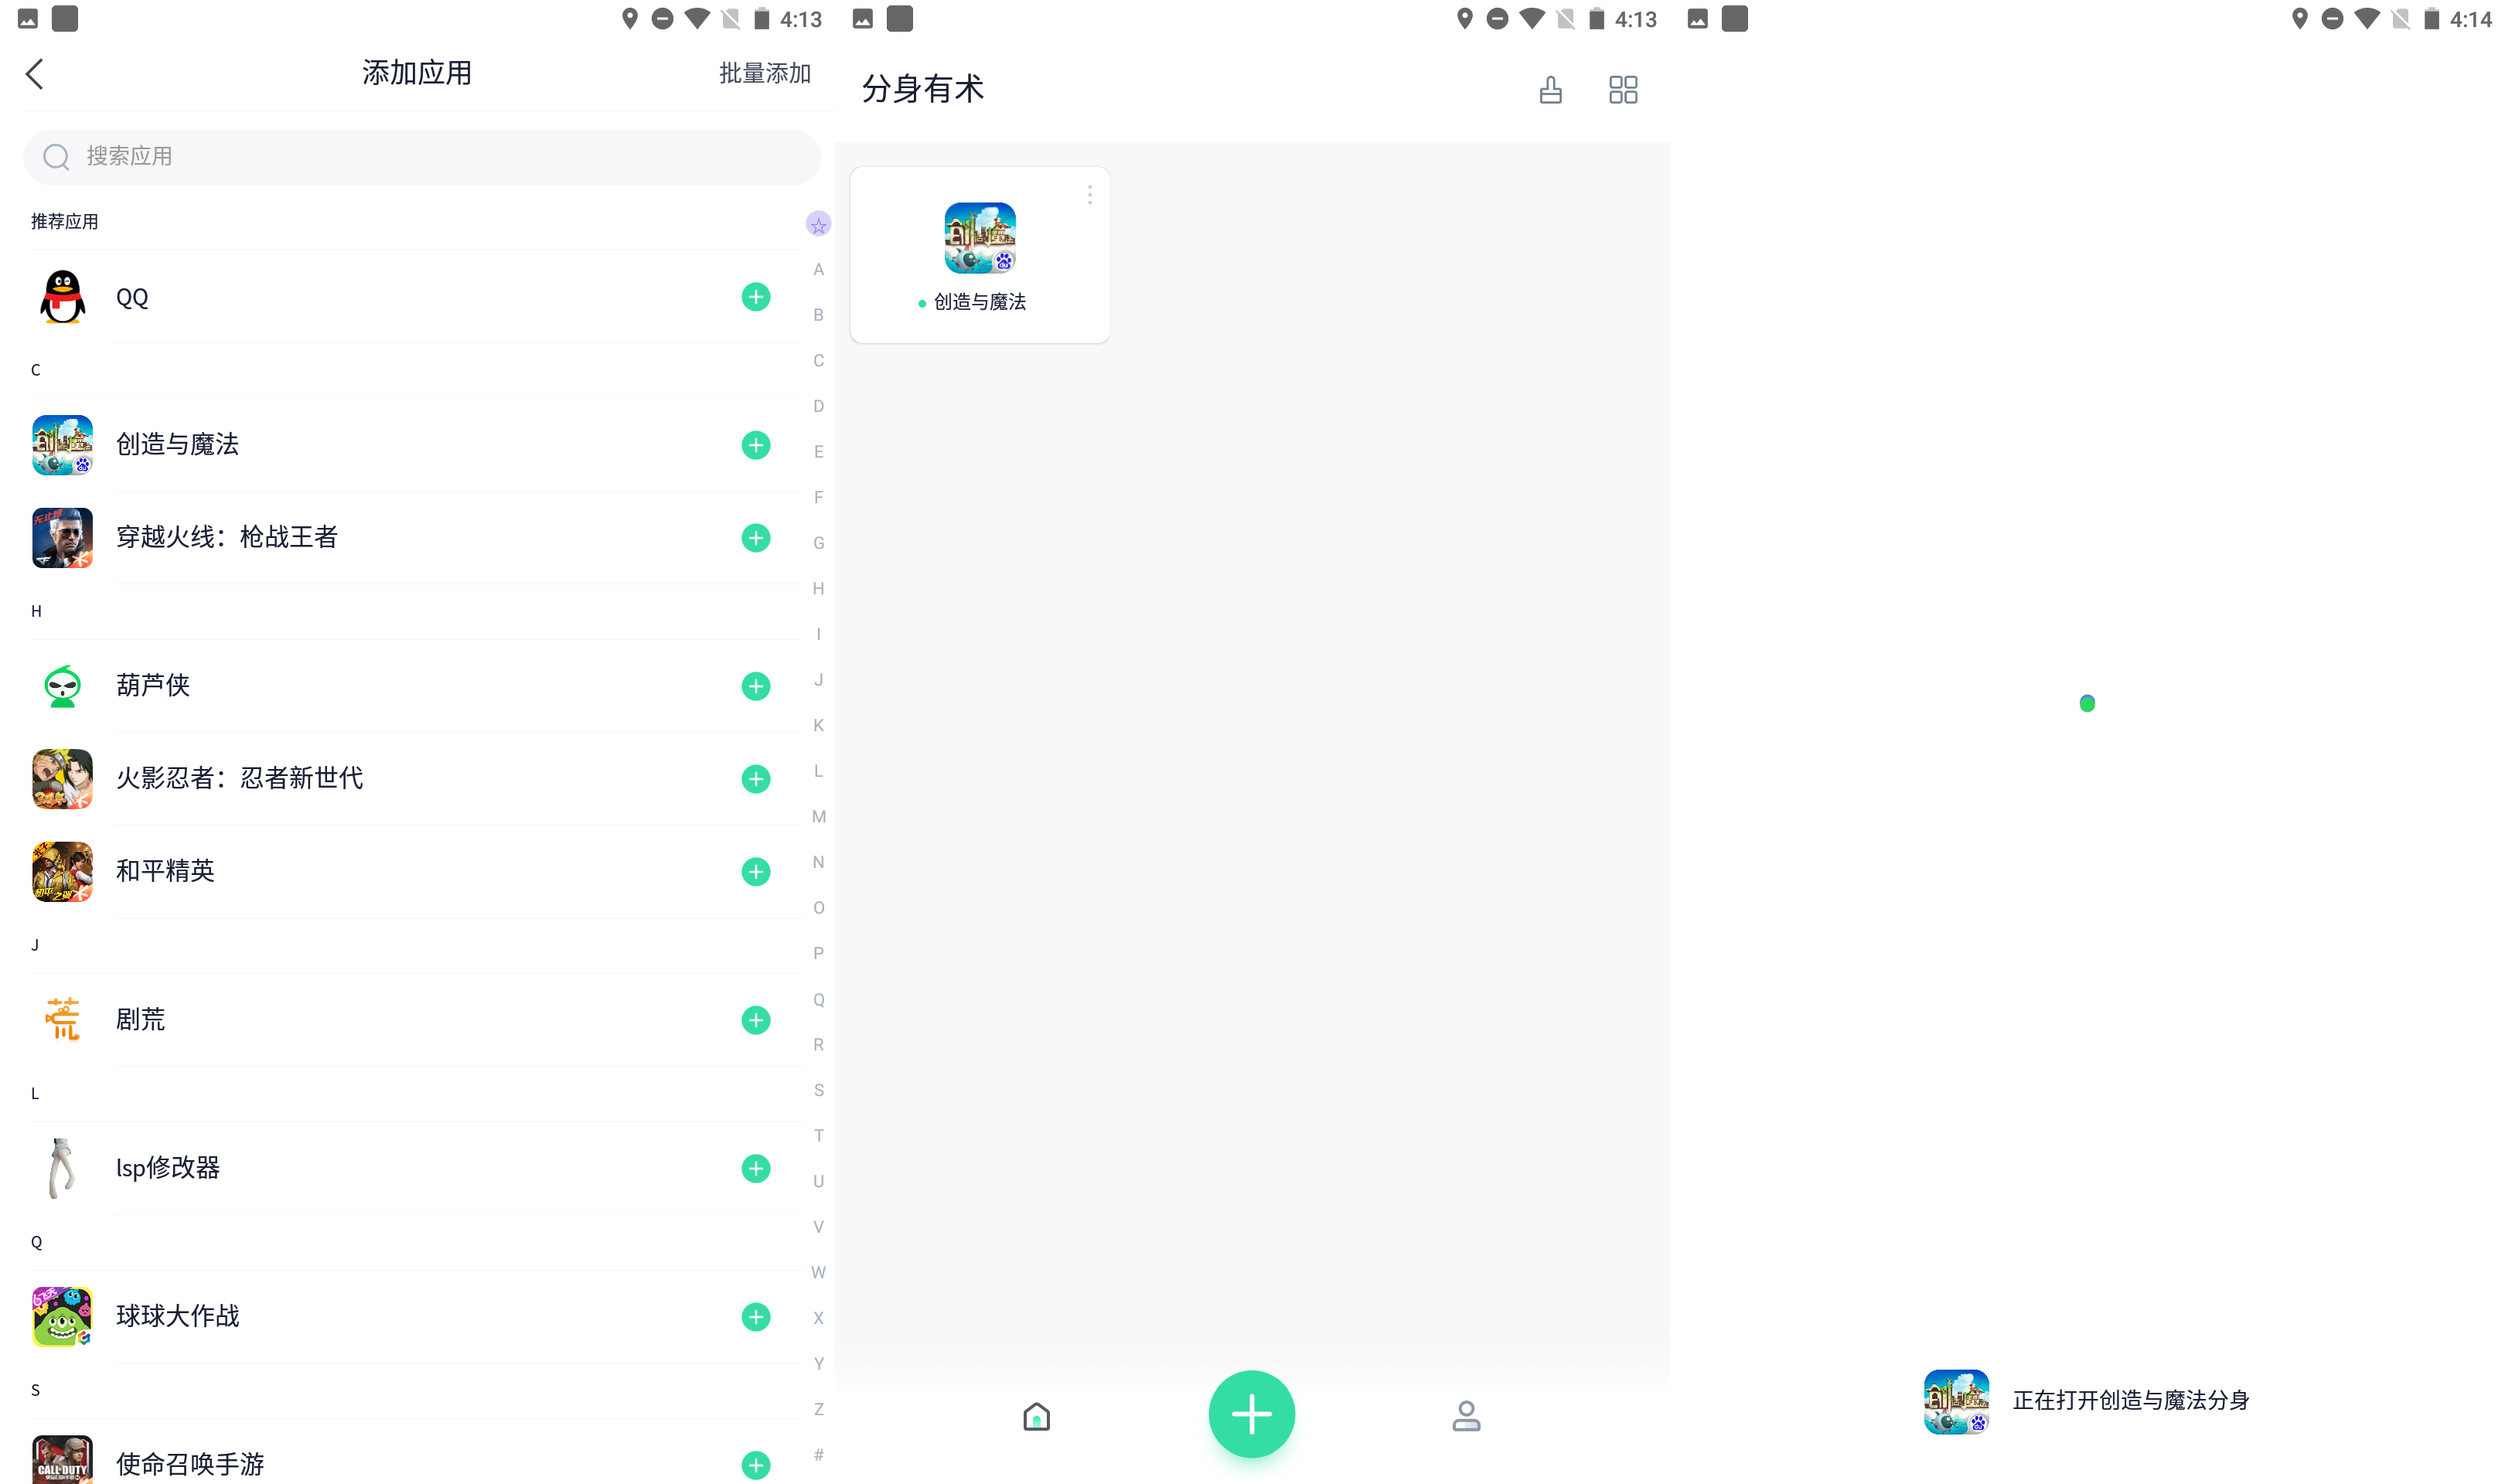 4:13
添加应用
批量添加
搜索应用
推荐应用
QQ
C
创造与魔法
穿越火线：枪战王者
H
葫芦侠
火影忍者：忍者新世代
和平精英
J
剧荒
L
lsp修改器
Q
球球大作战
S
CALL DUTY
使命召唤手游
A
B
C
D
E
F
G
H
I
J
K
L
M
N
O
P
Q
R
S
T
U
V
W
X
Y
Z
#
4:13
分身有术
创造与魔法
4:14
正在打开创造与魔法分身